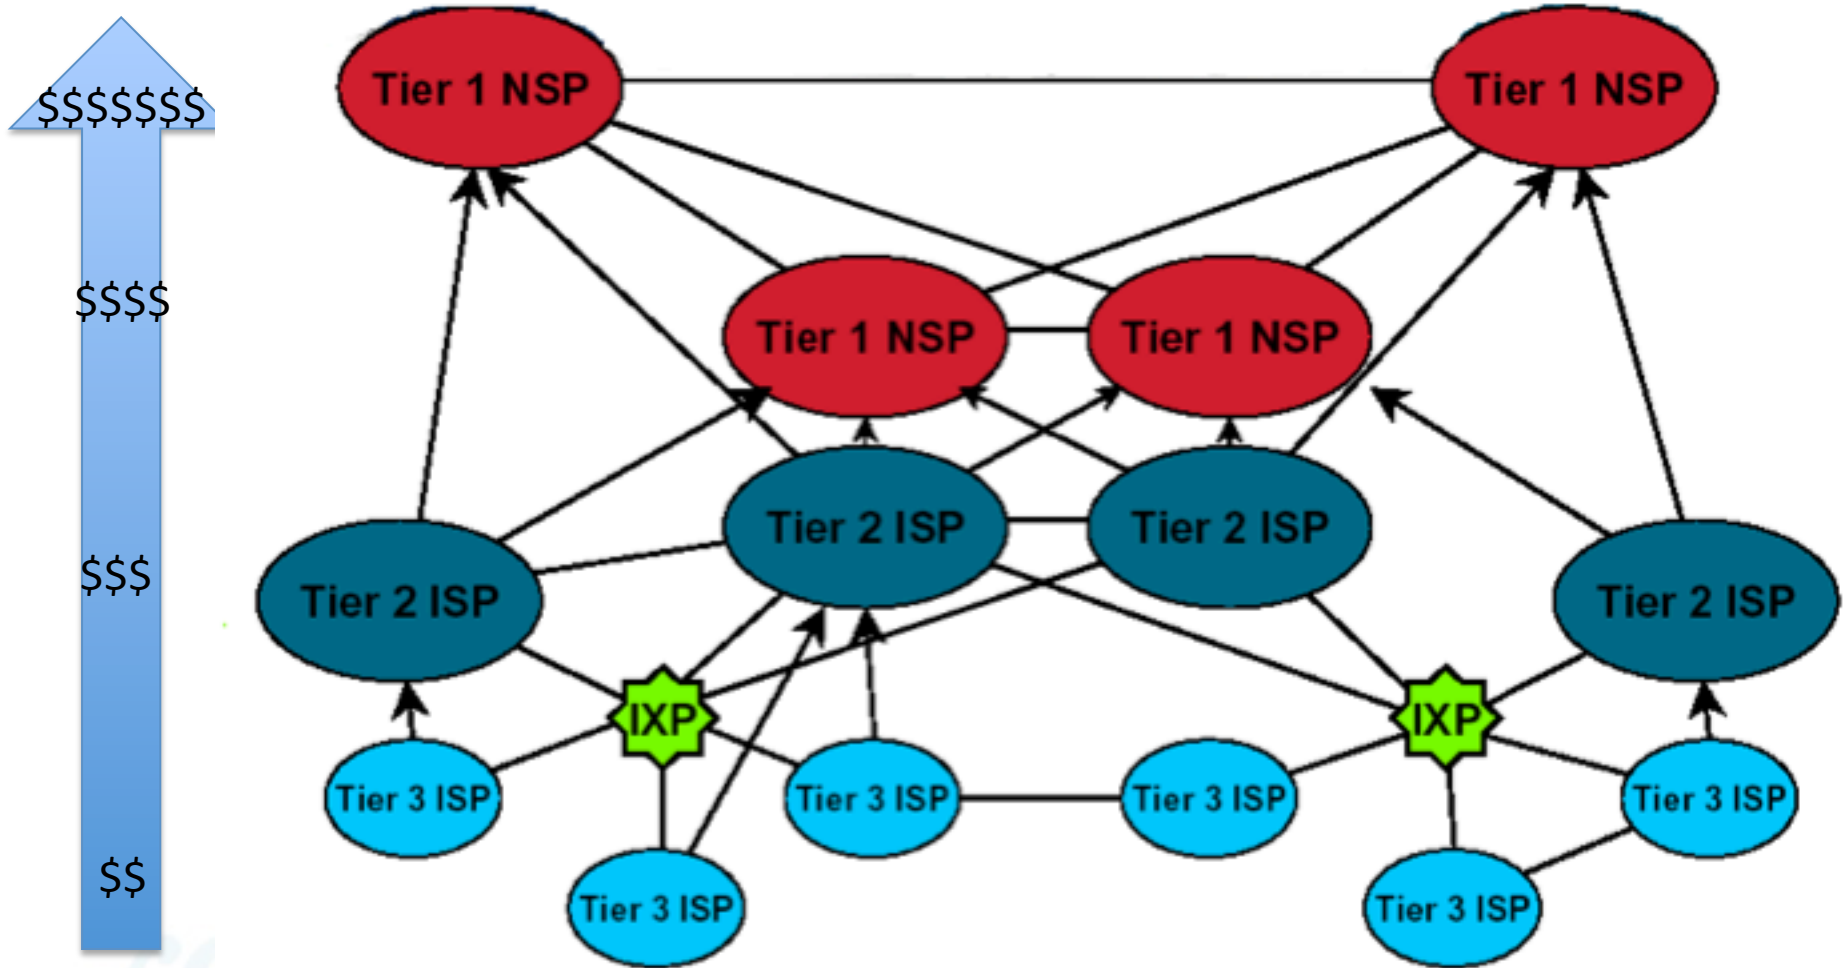 $$$$$$$
$$$$
$$$
$$
Tier 1 NSP
Tier 1 NSP
Tier 1 NSP
Tier 1 NSP
Tier 2 ISP
Tier 2 ISP
Tier 2 ISP
Tier 2 ISP
IXP
IXP
Tier 3 ISP
Tier 3 ISP
Tier 3 ISP
Tier 3 ISP
Tier 3 ISP
Tier 3 ISP